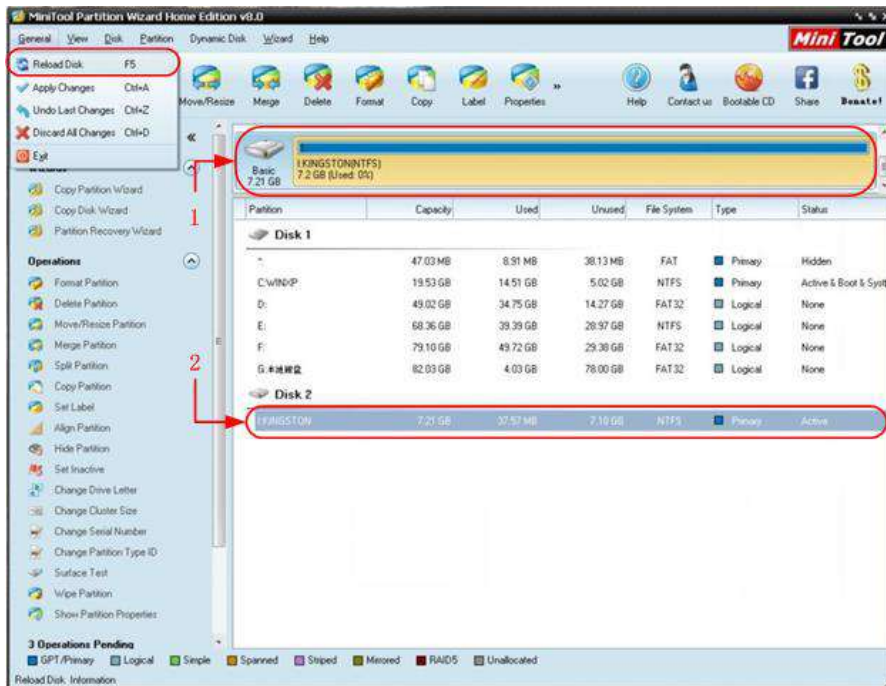 MiniTool Partition Wizard Home Edition v8.0
General View Disk Partition Dynamic Disk Wizard Help
Mini Tool
Reload Disk F5
Apply Changes Ctrl+A
Undo Last Changes Ctrl+Z
Discard All Changes Ctrl+D
Exit
Move/Resize Merge Delete Format Copy Label Properties » Help Contact us Bootable CD Share Donate!
«
1
Basic
7.21 GB
I:KINGSTON(NTFS)
7.2 GB (Used: 0%)
Copy Partition Wizard
Copy Disk Wizard
Partition Recovery Wizard
Operations
Format Partition
Delete Partition
Move/Resize Partition
Merge Partition
Split Partition
Copy Partition
Set Label
Align Partition
Hide Partition
Set Inactive
Change Drive Letter
Change Cluster Size
Change Serial Number
Change Partition Type ID
Surface Test
Wipe Partition
Show Partition Properties
3 Operations Pending
2
Partition Capacity Used Unused File System Type Status
Disk 1
*: 47.03 MB 8.91 MB 38.13 MB FAT Primary Hidden
C:WINXP 19.53 GB 14.51 GB 5.02 GB NTFS Primary Active & Boot & Syst
D: 49.02 GB 34.75 GB 14.27 GB FAT32 Logical None
E: 68.36 GB 39.39 GB 28.97 GB NTFS Logical None
F: 79.10 GB 49.72 GB 29.38 GB FAT32 Logical None
G: 82.03 GB 4.03 GB 78.00 GB FAT32 Logical None
Disk 2
I:KINGSTON 7.21 GB 37.57 MB 7.18 GB NTFS Primary Active
GPT/Primary Logical Simple Spanned Striped Mirrored RAID5 Unallocated
Reload Disk Information